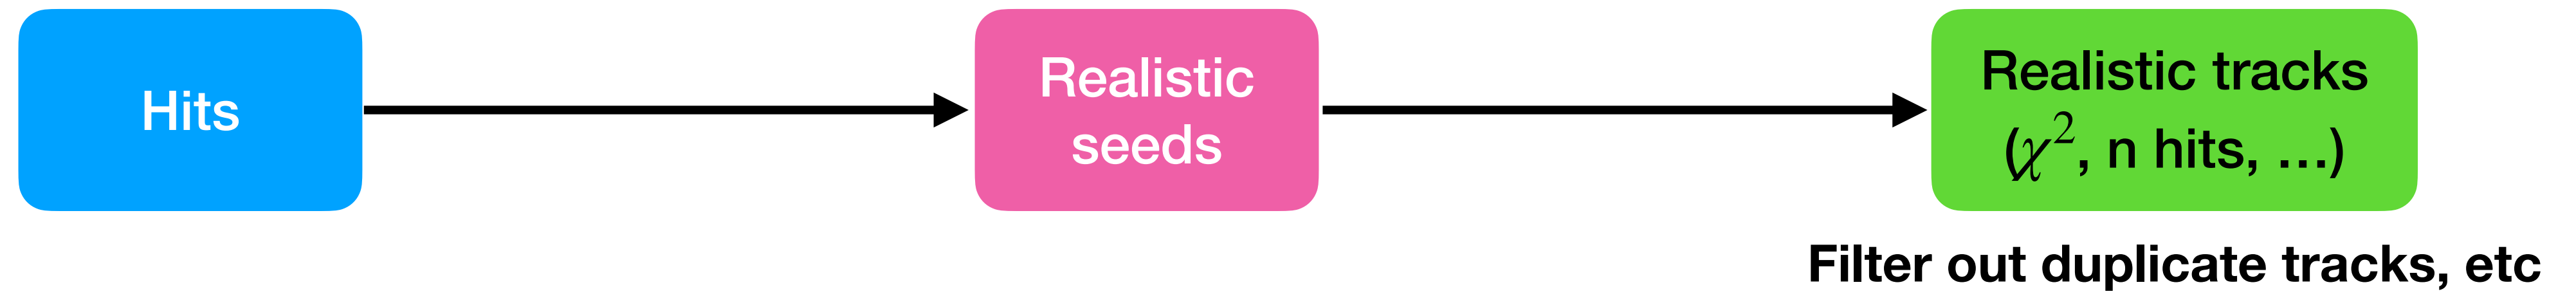 Hits
Realistic
seeds
Realistic tracks
(χ², n hits, …)
Filter out duplicate tracks, etc